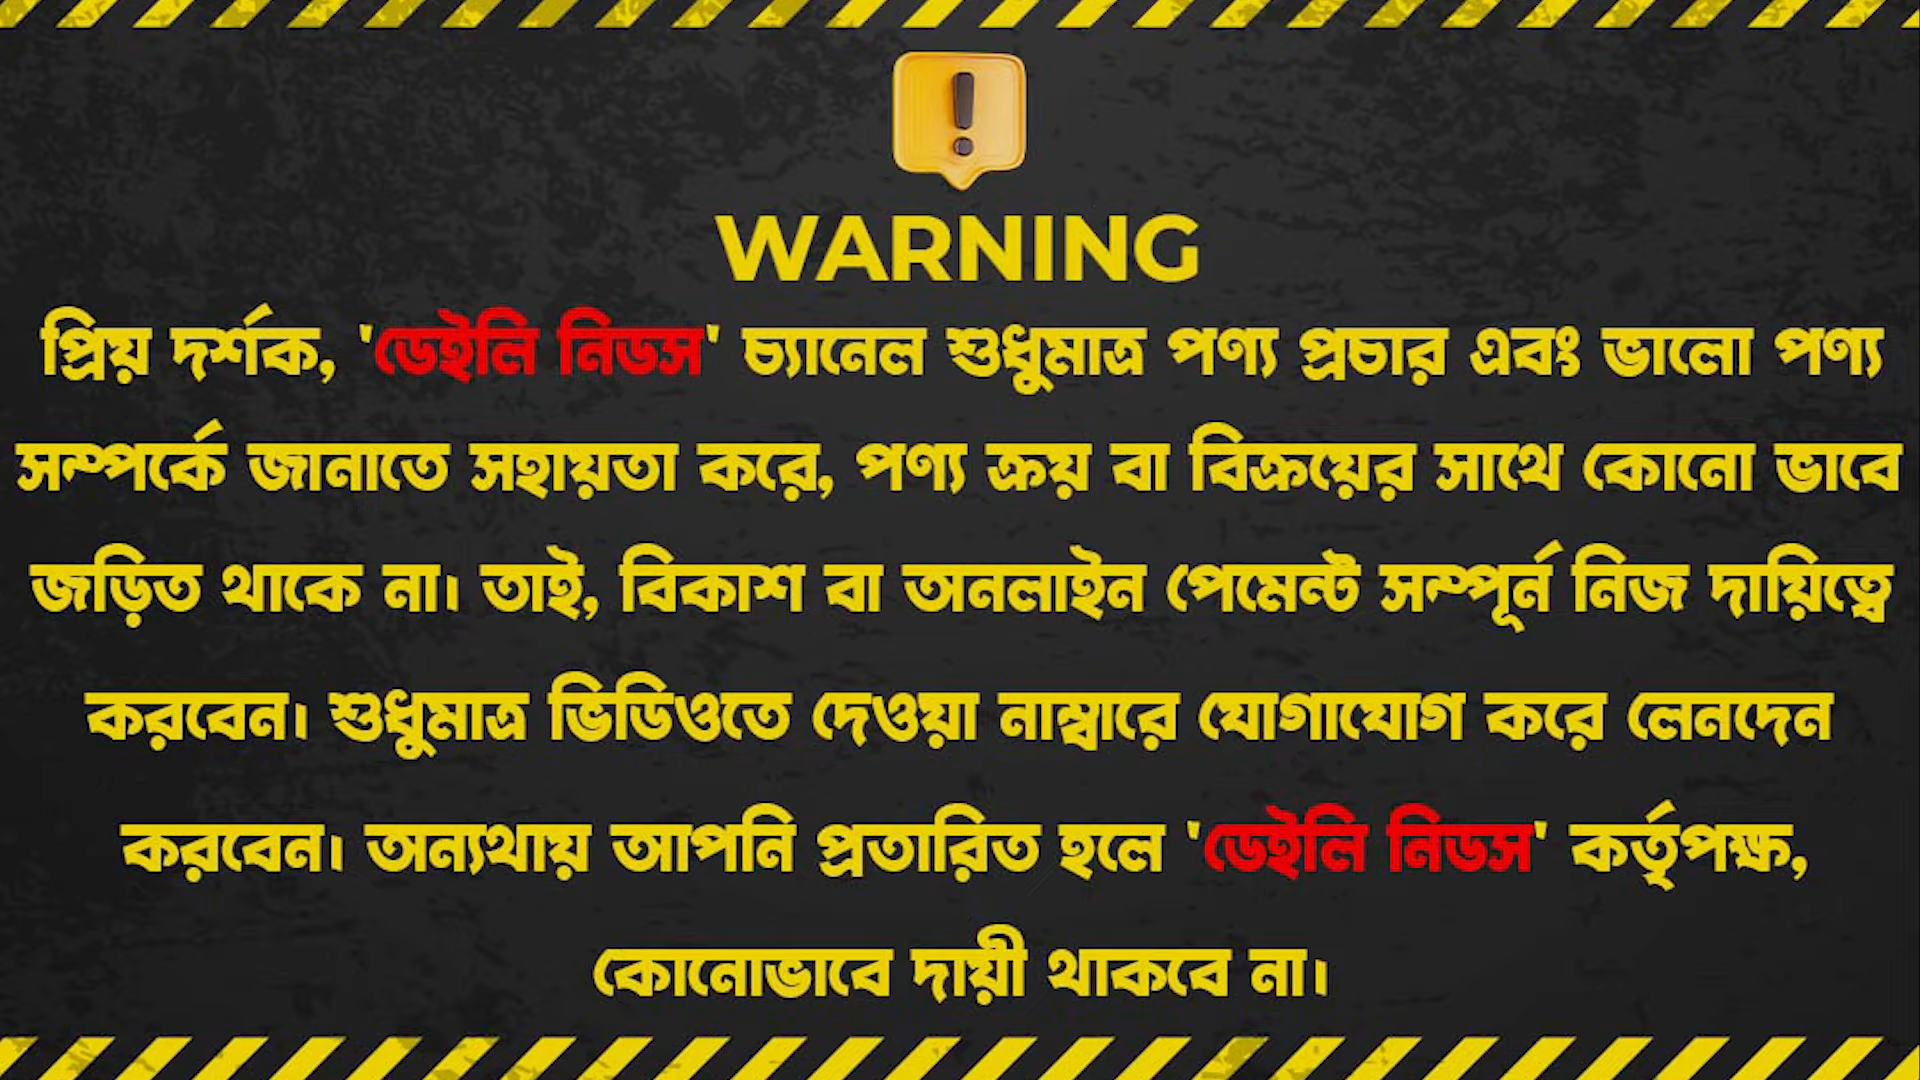 WARNING
প্রিয় দর্শক, 'ডেইলি নিডস' চ্যানেল শুধুমাত্র পণ্য প্রচার এবং ভালো পণ্য
সম্পর্কে জানাতে সহায়তা করে, পণ্য ক্রয় বা বিক্রয়ের সাথে কোনো ভাবে
জড়িত থাকে না। তাই, বিকাশ বা অনলাইন পেমেন্ট সম্পূর্ন নিজ দায়িত্বে
করবেন। শুধুমাত্র ভিডিওতে দেওয়া নাম্বারে যোগাযোগ করে লেনদেন
করবেন। অন্যথায় আপনি প্রতারিত হলে 'ডেইলি নিডস' কর্তৃপক্ষ,
কোনোভাবে দায়ী থাকবে না।